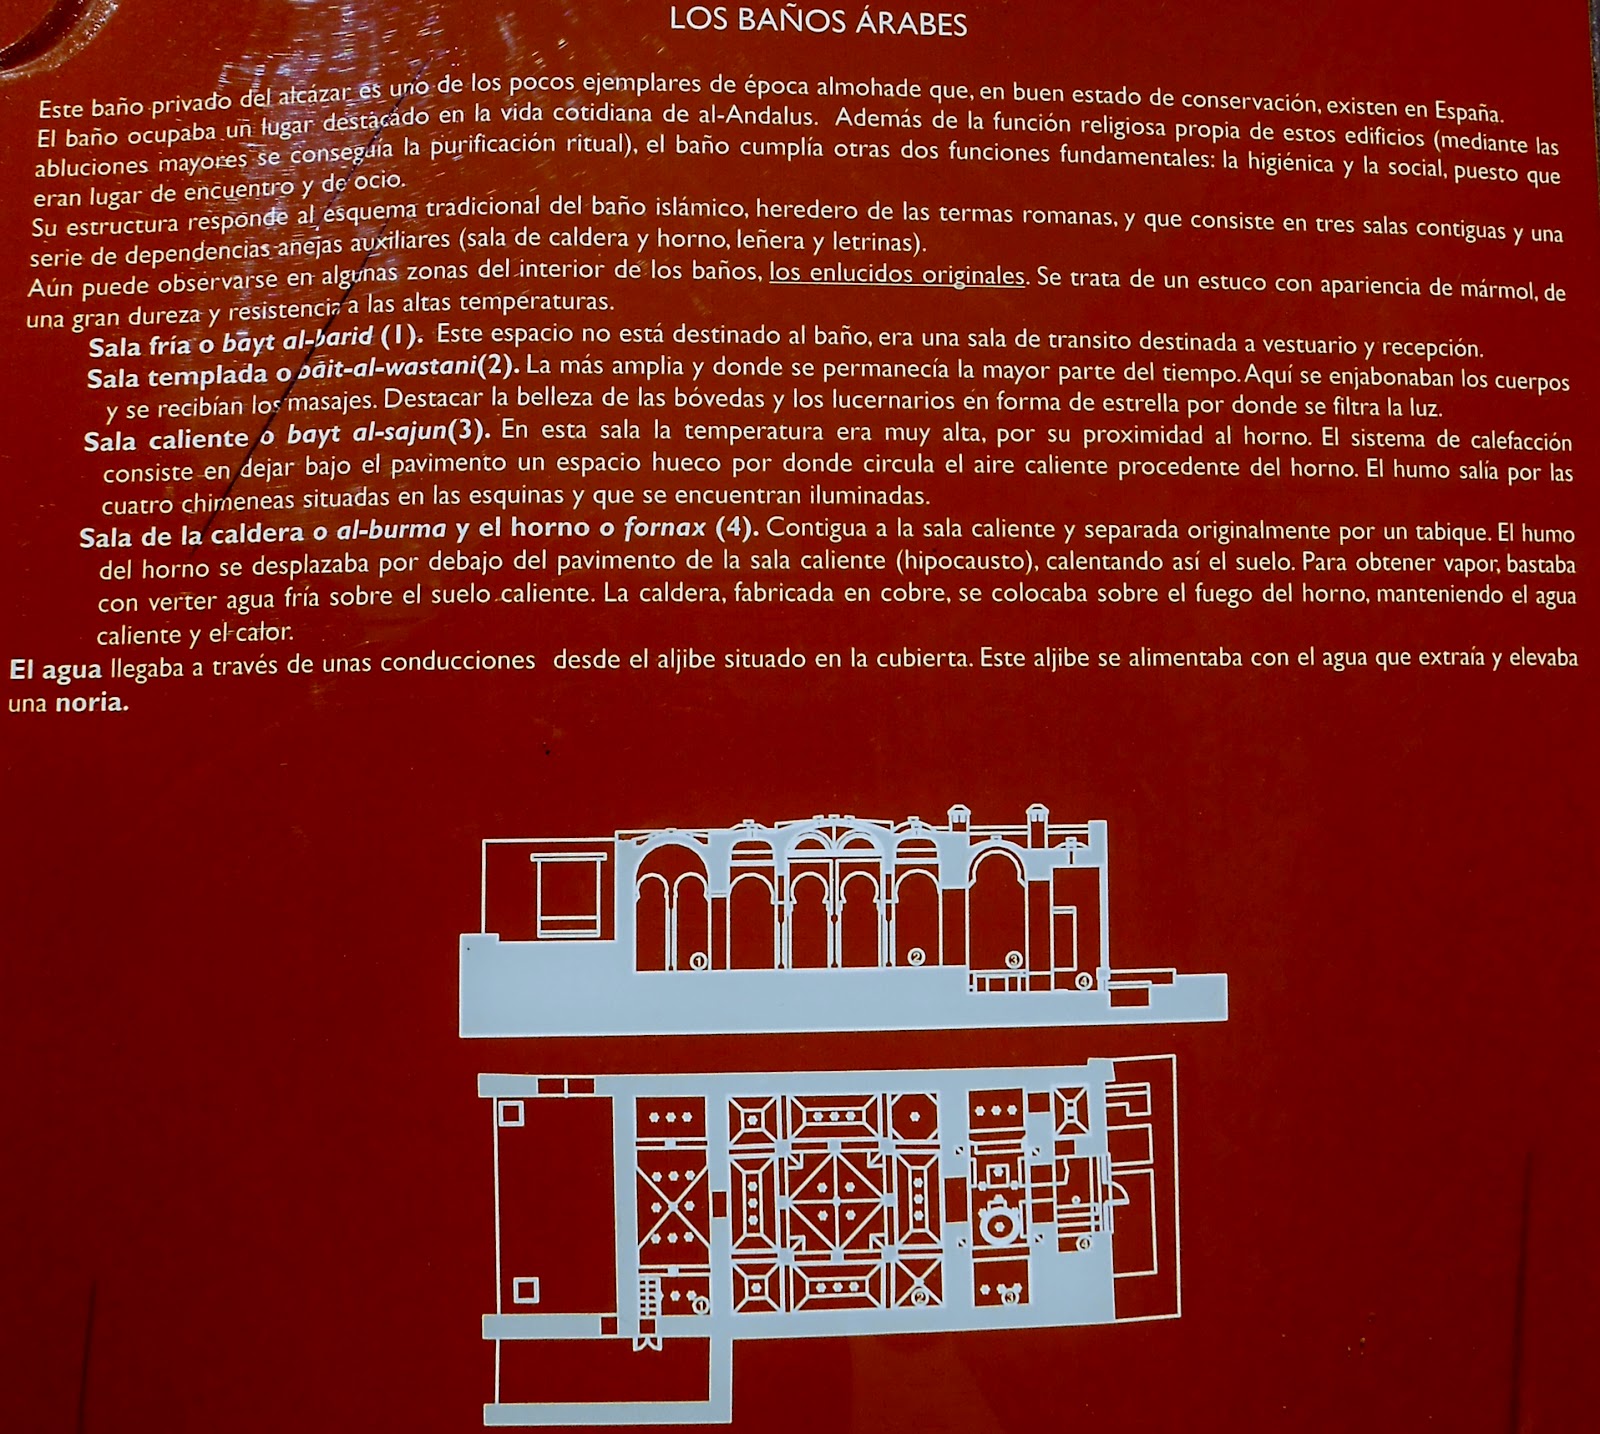 LOS BAÑOS ÁRABES
Este baño privado del alcázar es uno de los pocos ejemplares de época almohade que, en buen estado de conservación, existen en España.
El baño ocupaba un lugar destacado en la vida cotidiana de al-Andalus. Además de la función religiosa propia de estos edificios (mediante las
abluciones mayores se conseguía la purificación ritual), el baño cumplía otras dos funciones fundamentales: la higiénica y la social, puesto que
eran lugar de encuentro y de ocio.
Su estructura responde al esquema tradicional del baño islámico, heredero de las termas romanas, y que consiste en tres salas contiguas y una
serie de dependencias anejas auxiliares (sala de caldera y horno, leñera y letrinas).
Aún puede observarse en algunas zonas del interior de los baños, los enlucidos originales. Se trata de un estuco con apariencia de mármol, de
una gran dureza y resistencia a las altas temperaturas.
Sala fría o bāyt al-barid (1). Este espacio no está destinado al baño, era una sala de transito destinada a vestuario y recepción.
Sala templada o bāit-al-wastani(2). La más amplia y donde se permanecía la mayor parte del tiempo. Aquí se enjabonaban los cuerpos
y se recibían los masajes. Destacar la belleza de las bóvedas y los lucernarios en forma de estrella por donde se filtra la luz.
Sala caliente o bayt al-sajun(3). En esta sala la temperatura era muy alta, por su proximidad al horno. El sistema de calefacción
consiste en dejar bajo el pavimento un espacio hueco por donde circula el aire caliente procedente del horno. El humo salía por las
cuatro chimeneas situadas en las esquinas y que se encuentran iluminadas.
Sala de la caldera o al-burma y el horno o fornax (4). Contigua a la sala caliente y separada originalmente por un tabique. El humo
del horno se desplazaba por debajo del pavimento de la sala caliente (hipocausto), calentando así el suelo. Para obtener vapor, bastaba
con verter agua fría sobre el suelo caliente. La caldera, fabricada en cobre, se colocaba sobre el fuego del horno, manteniendo el agua
caliente y el calor.
El agua llegaba a través de unas conducciones desde el aljibe situado en la cubierta. Este aljibe se alimentaba con el agua que extraía y elevaba
una noria.
1 2 3 4
4
1 2 3